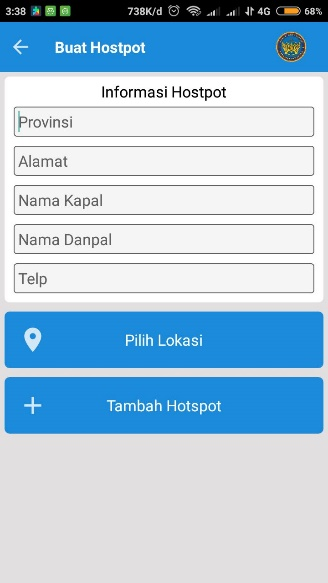 3:38
738K/d
4G
68%
Buat Hostpot
Informasi Hostpot
Provinsi
Alamat
Nama Kapal
Nama Danpal
Telp
Pilih Lokasi
Tambah Hotspot